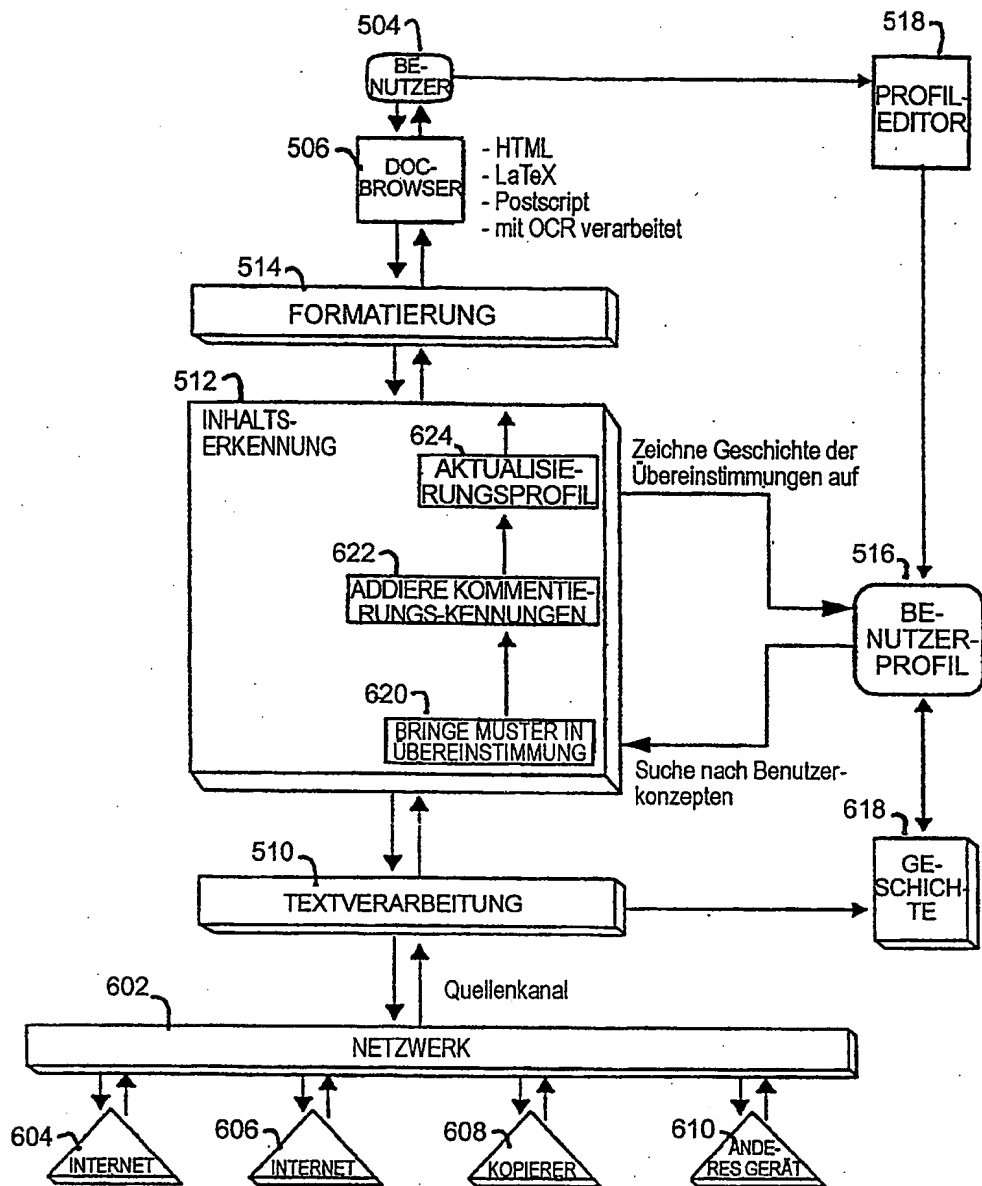 504
518
BE-
NUTZER
PROFIL-
EDITOR
506
DOC-
BROWSER
- HTML
- LaTeX
- Postscript
- mit OCR verarbeitet
514
FORMATIERUNG
512
INHALTS-
ERKENNUNG
624
AKTUALISIE-
RUNGSPROFIL
Zeichne Geschichte der
Übereinstimmungen auf
622
ADDIERE KOMMENTIE-
RUNGS-KENNUNGEN
516
BE-
NUTZER-
PROFIL
620
BRINGE MUSTER IN
ÜBEREINSTIMMUNG
Suche nach Benutzer-
konzepten
618
GE-
SCHICH-
TE
510
TEXTVERARBEITUNG
Quellenkanal
602
NETZWERK
604
INTERNET
606
INTERNET
608
KOPIERER
610
ANDE-
RES GERÄT